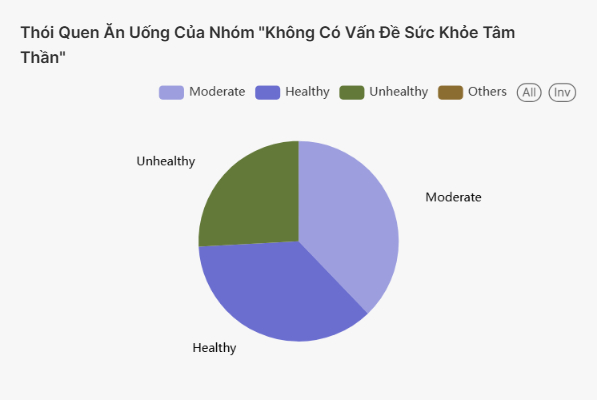 Thói Quen Ăn Uống Của Nhóm "Không Có Vấn Đề Sức Khỏe Tâm
Thần"
Moderate Healthy Unhealthy Others All Inv
Unhealthy
Moderate
Healthy